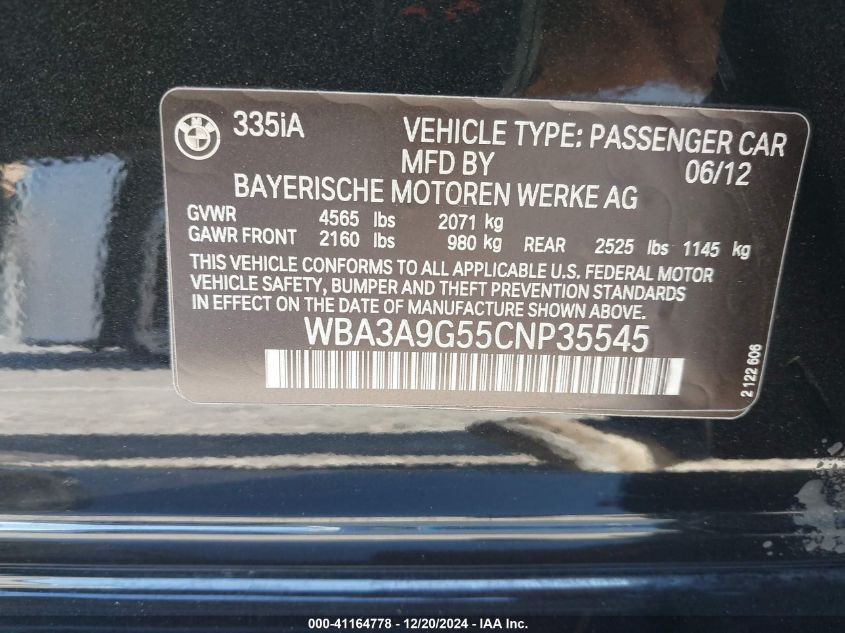 335iA VEHICLE TYPE: PASSENGER CAR
MFD BY 06/12
BAYERISCHE MOTOREN WERKE AG
GVWR 4565 lbs 2071 kg
GAWR FRONT 2160 lbs 980 kg REAR 2525 lbs 1145 kg
THIS VEHICLE CONFORMS TO ALL APPLICABLE U.S. FEDERAL MOTOR
VEHICLE SAFETY, BUMPER AND THEFT PREVENTION STANDARDS
IN EFFECT ON THE DATE OF MANUFACTURE SHOWN ABOVE.
WBA3A9G55CNP35545
2 122 606
000-41164778 - 12/20/2024 - IAA Inc.